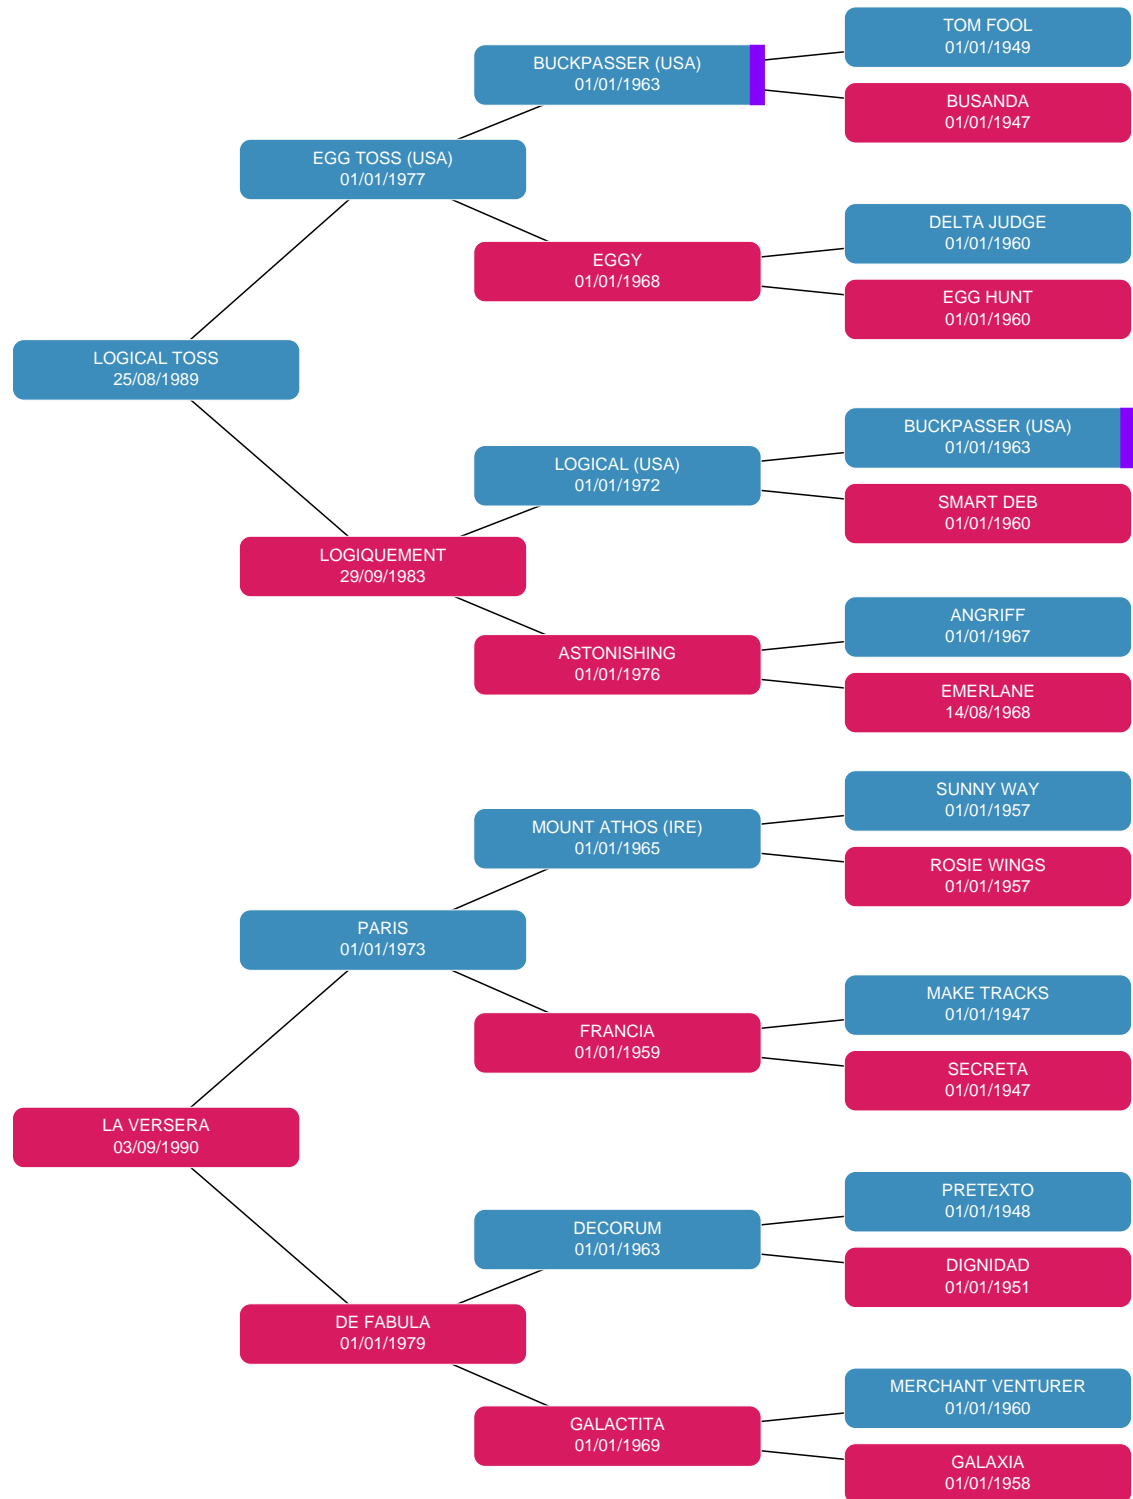 TOM FOOL
01/01/1949
BUCKPASSER (USA)
01/01/1963
BUSANDA
01/01/1947
EGG TOSS (USA)
01/01/1977
DELTA JUDGE
01/01/1960
EGGY
01/01/1968
EGG HUNT
01/01/1960
LOGICAL TOSS
25/08/1989
BUCKPASSER (USA)
01/01/1963
LOGICAL (USA)
01/01/1972
SMART DEB
01/01/1960
LOGIQUEMENT
29/09/1983
ANGRIFF
01/01/1967
ASTONISHING
01/01/1976
EMERLANE
14/08/1968
SUNNY WAY
01/01/1957
MOUNT ATHOS (IRE)
01/01/1965
ROSIE WINGS
01/01/1957
PARIS
01/01/1973
MAKE TRACKS
01/01/1947
FRANCIA
01/01/1959
SECRETA
01/01/1947
LA VERSERA
03/09/1990
PRETEXTO
01/01/1948
DECORUM
01/01/1963
DIGNIDAD
01/01/1951
DE FABULA
01/01/1979
MERCHANT VENTURER
01/01/1960
GALACTITA
01/01/1969
GALAXIA
01/01/1958